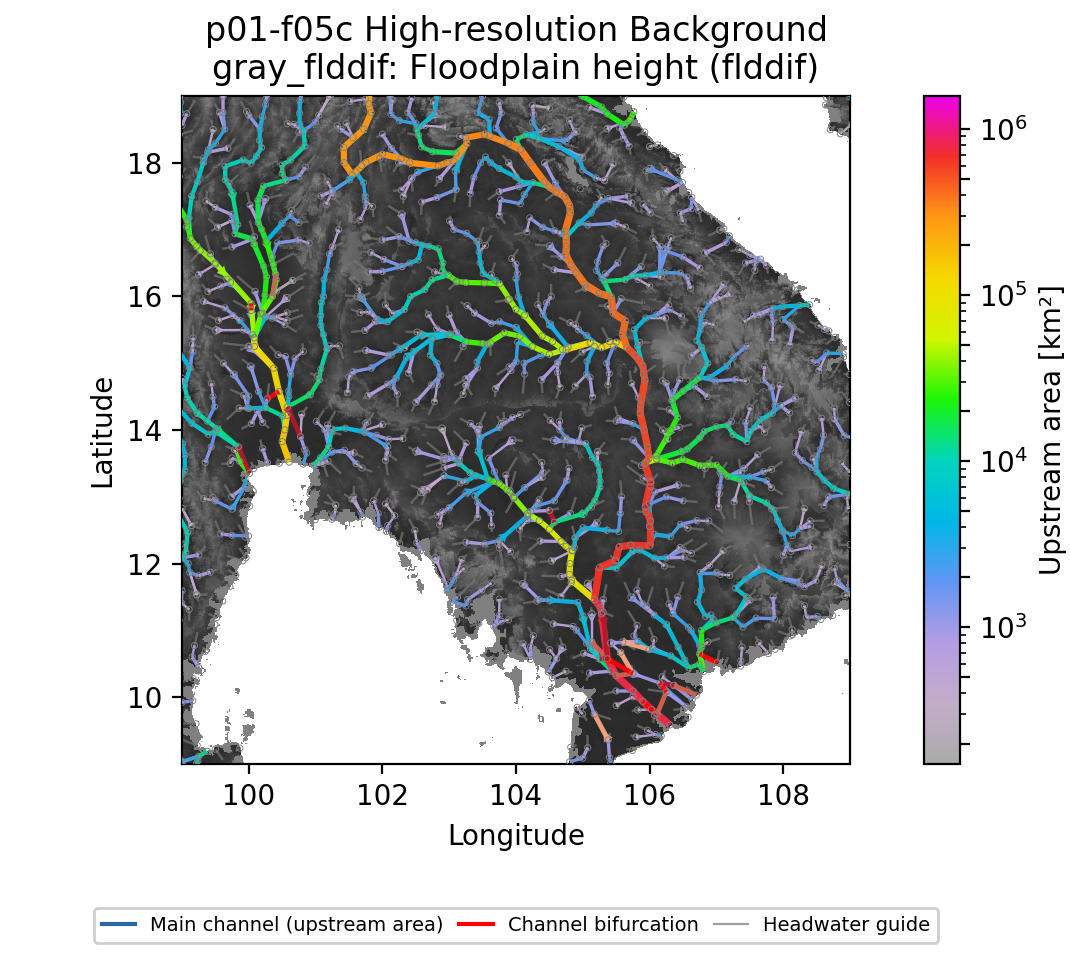 p01-f05c High-resolution Background
gray_flddif: Floodplain height (flddif)
18
16
14
12
10
Latitude
100
102
104
106
108
Longitude
10⁶
10⁵
10⁴
10³
Upstream area [km²]
Main channel (upstream area)
Channel bifurcation
Headwater guide